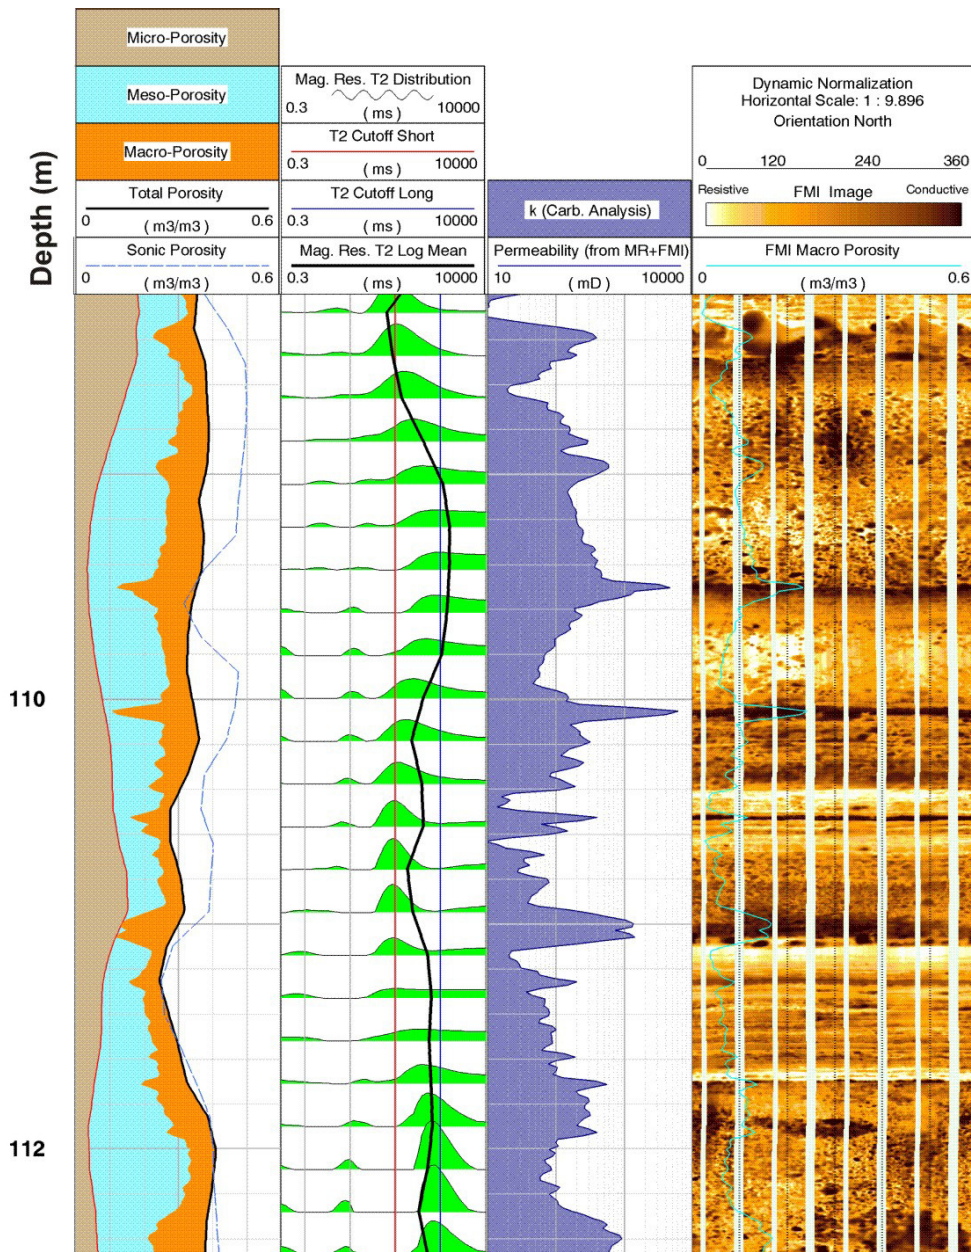 Depth (m)
Micro-Porosity
Meso-Porosity
Macro-Porosity
Total Porosity
0 (m3/m3) 0.6
Sonic Porosity
0 (m3/m3) 0.6
Mag. Res. T2 Distribution
0.3 (ms) 10000
T2 Cutoff Short
0.3 (ms) 10000
T2 Cutoff Long
0.3 (ms) 10000
Mag. Res. T2 Log Mean
0.3 (ms) 10000
k (Carb. Analysis)
Permeability (from MR+FMI)
10 (mD) 10000
Dynamic Normalization
Horizontal Scale: 1 : 9.896
Orientation North
0 120 240 360
Resistive FMI Image Conductive
FMI Macro Porosity
0 (m3/m3) 0.6
110
112